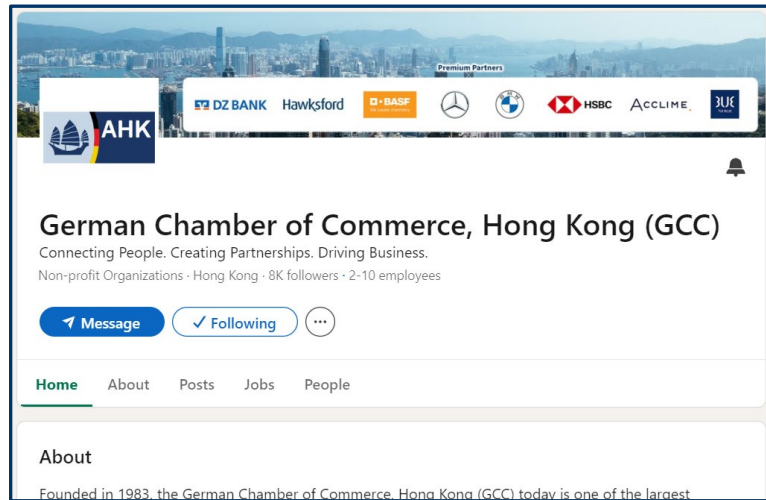 Premium Partners
DZ BANK Hawksford BASF HSBC ACCLIME.
AHK
German Chamber of Commerce, Hong Kong (GCC)
Connecting People. Creating Partnerships. Driving Business.
Non-profit Organizations · Hong Kong · 8K followers · 2-10 employees
Message Following
Home About Posts Jobs People
About
Founded in 1983, the German Chamber of Commerce, Hong Kong (GCC) today is one of the largest